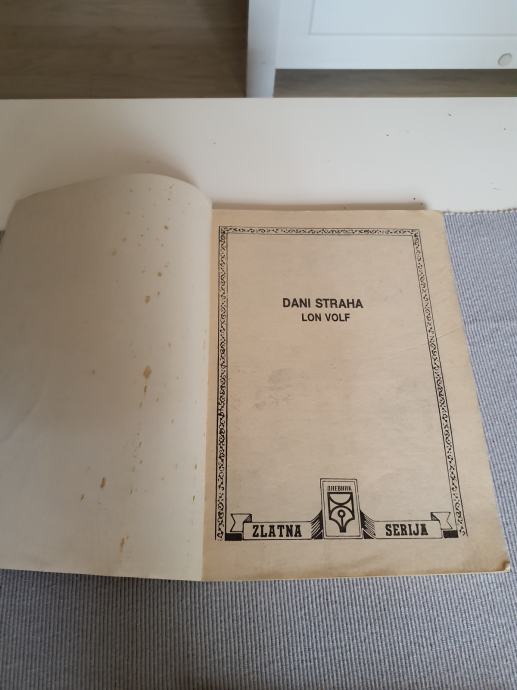 DANI STRAHA
LON VOLF
DNEVNIK
ZLATNA SERIJA